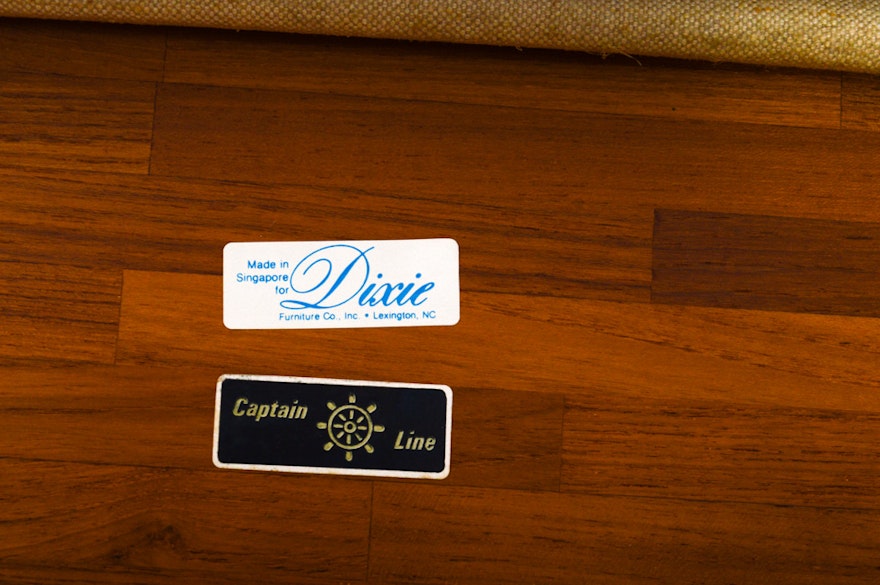 Made in
Singapore
for
Dixie
Furniture Co., Inc. • Lexington, NC
Captain
Line